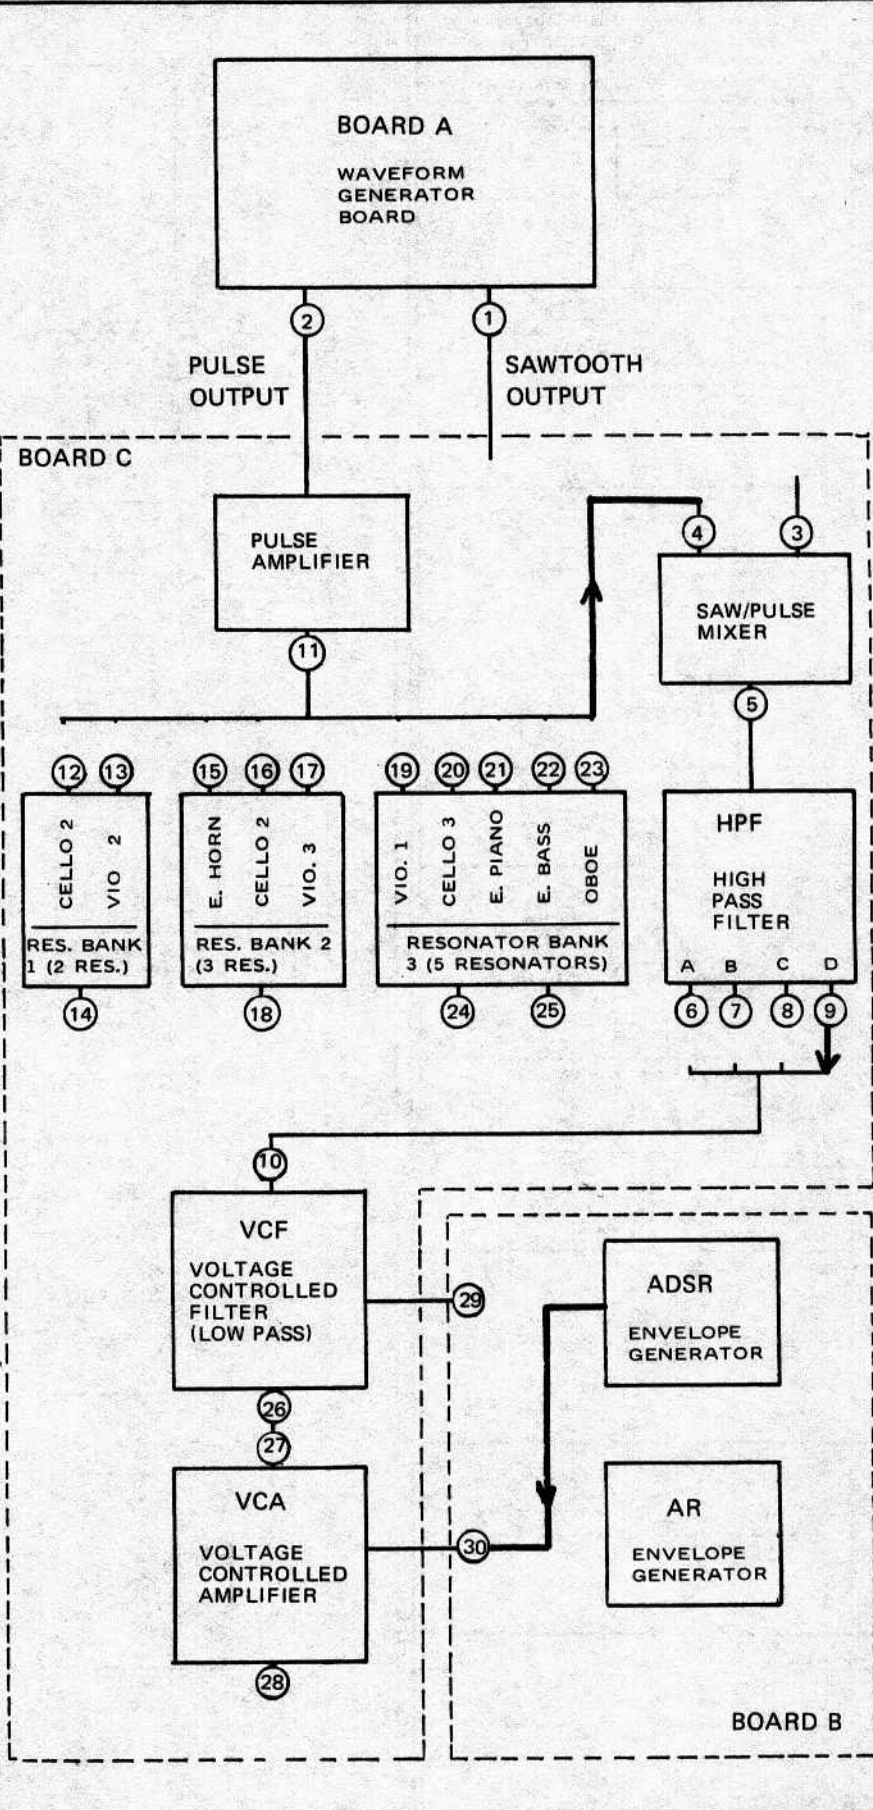 BOARD A
WAVEFORM
GENERATOR
BOARD
2
1
PULSE
OUTPUT
SAWTOOTH
OUTPUT
BOARD C
PULSE
AMPLIFIER
4
3
SAW/PULSE
MIXER
11
5
12
13
15
16
17
19
20
21
22
23
CELLO 2
VIO 2
RES. BANK
1 (2 RES.)
E. HORN
CELLO 2
VIO. 3
RES. BANK 2
(3 RES.)
VIO. 1
CELLO 3
E. PIANO
E. BASS
OBOE
RESONATOR BANK
3 (5 RESONATORS)
HPF
HIGH
PASS
FILTER
A B C D
14
18
24
25
6
7
8
9
10
VCF
VOLTAGE
CONTROLLED
FILTER
(LOW PASS)
29
ADSR
ENVELOPE
GENERATOR
26
27
VCA
VOLTAGE
CONTROLLED
AMPLIFIER
30
AR
ENVELOPE
GENERATOR
28
BOARD B